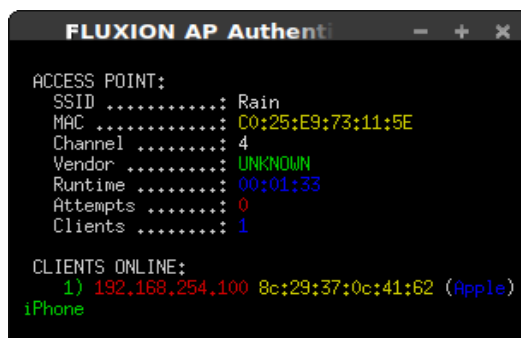 FLUXION AP Authenti
ACCESS POINT:
SSID ...........: Rain
MAC ............: C0:25:E9:73:11:5E
Channel ........: 4
Vendor .........: UNKNOWN
Runtime ........: 00:01:33
Attempts .......: 0
Clients ........: 1
CLIENTS ONLINE:
1) 192.168.254.100 8c:29:37:0c:41:62 (Apple)
iPhone